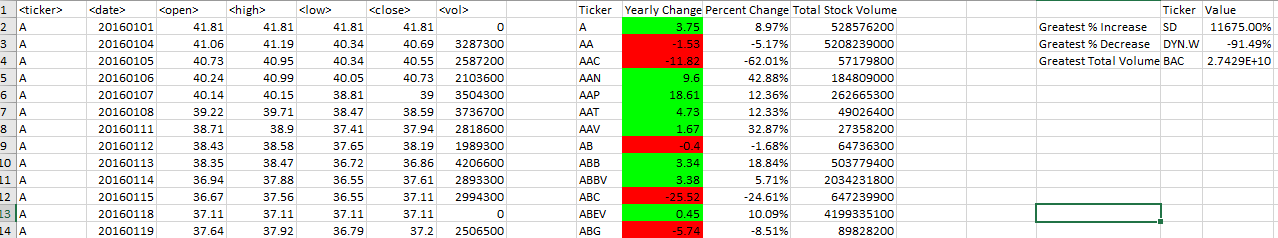 1 <ticker> <date> <open> <high> <low> <close> <vol> Ticker Yearly Change Percent Change Total Stock Volume Ticker Value
2 A 20160101 41.81 41.81 41.81 41.81 0 A 3.75 8.97% 528576200 Greatest % Increase SD 11675.00%
3 A 20160104 41.06 41.19 40.34 40.69 3287300 AA -1.53 -5.17% 5208239000 Greatest % Decrease DYN.W -91.49%
4 A 20160105 40.73 40.95 40.34 40.55 2587200 AAC -11.82 -62.01% 57179800 Greatest Total Volume BAC 2.7429E+10
5 A 20160106 40.24 40.99 40.05 40.73 2103600 AAN 9.6 42.88% 184809000
6 A 20160107 40.14 40.15 38.81 39 3504300 AAP 18.61 12.36% 262665300
7 A 20160108 39.22 39.71 38.47 38.59 3736700 AAT 4.73 12.33% 49026400
8 A 20160111 38.71 38.9 37.41 37.94 2818600 AAV 1.67 32.87% 27358200
9 A 20160112 38.43 38.58 37.65 38.19 1989300 AB -0.4 -1.68% 64736300
10 A 20160113 38.35 38.47 36.72 36.86 4206600 ABB 3.34 18.84% 503779400
11 A 20160114 36.94 37.88 36.55 37.61 2893300 ABBV 3.38 5.71% 2034231800
12 A 20160115 36.67 37.56 36.55 37.11 2994300 ABC -25.52 -24.61% 647239900
13 A 20160118 37.11 37.11 37.11 37.11 0 ABEV 0.45 10.09% 4199335100
14 A 20160119 37.64 37.92 36.79 37.2 2506500 ABG -5.74 -8.51% 89828200